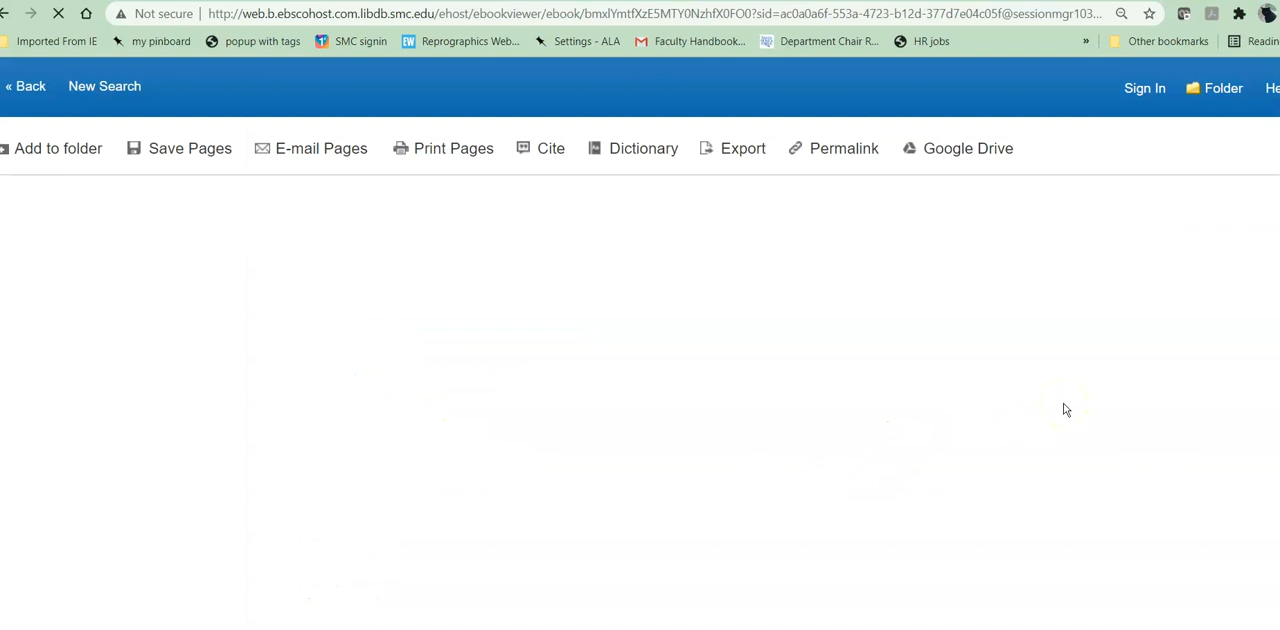 Not secure | http://web.b.ebscohost.com.libdb.smc.edu/ehost/ebookviewer/ebook/bmxlYmtfXzE5MTY0NzhfX0FO0?sid=ac0a0a6f-553a-4723-b12d-377d7e04c05f@sessionmgr103...
Imported From IE my pinboard popup with tags SMC signin Reprographics Web... Settings - ALA Faculty Handbook... Department Chair R... HR jobs » Other bookmarks Readin
« Back New Search Sign In Folder He
Add to folder Save Pages E-mail Pages Print Pages Cite Dictionary Export Permalink Google Drive